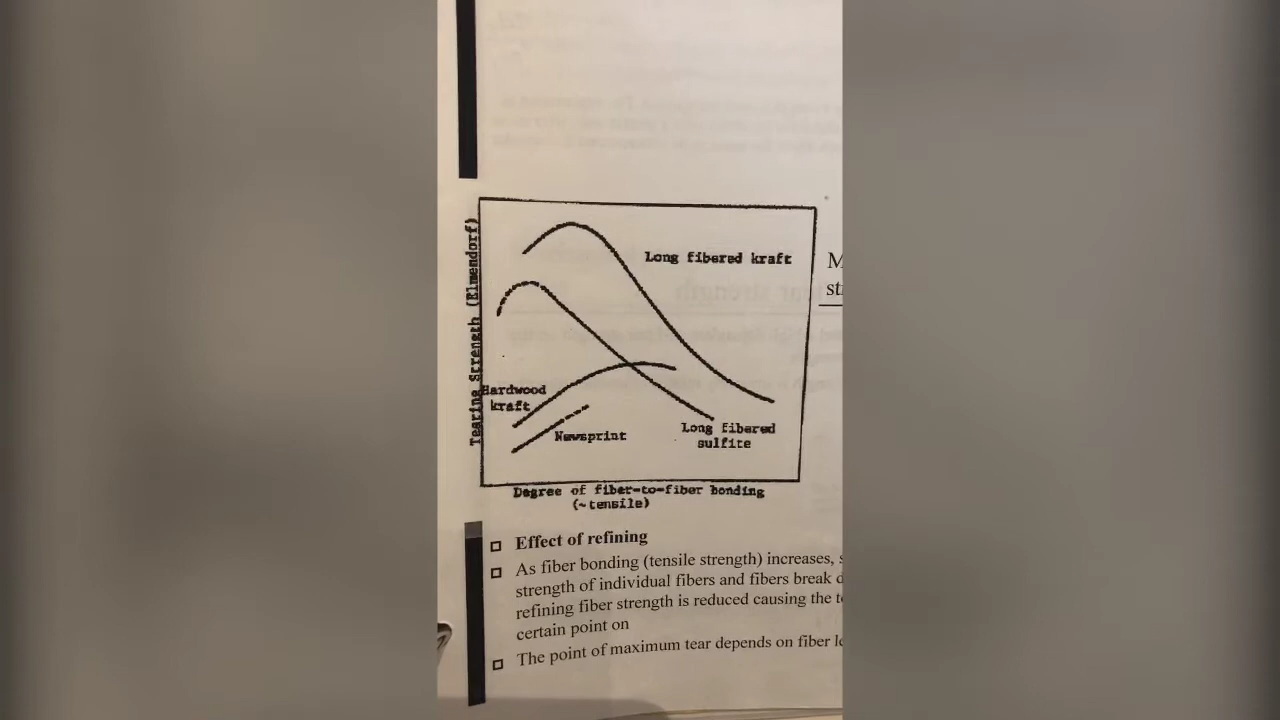 Tearing Strength (Elmendorf)
Long fibered kraft
M
st
Hardwood
kraft
Newsprint
Long fibered
sulfite
Degree of fiber-to-fiber bonding
(~tensile)
Effect of refining
As fiber bonding (tensile strength) increases, s
strength of individual fibers and fibers break d
refining fiber strength is reduced causing the t
certain point on
The point of maximum tear depends on fiber le